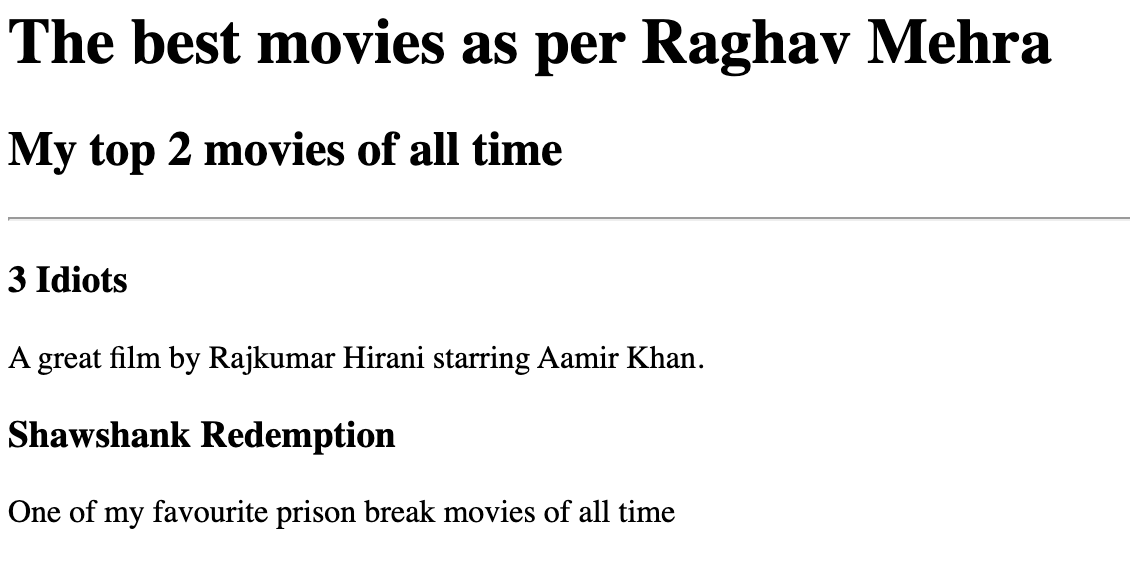 The best movies as per Raghav Mehra
My top 2 movies of all time
3 Idiots
A great film by Rajkumar Hirani starring Aamir Khan.
Shawshank Redemption
One of my favourite prison break movies of all time